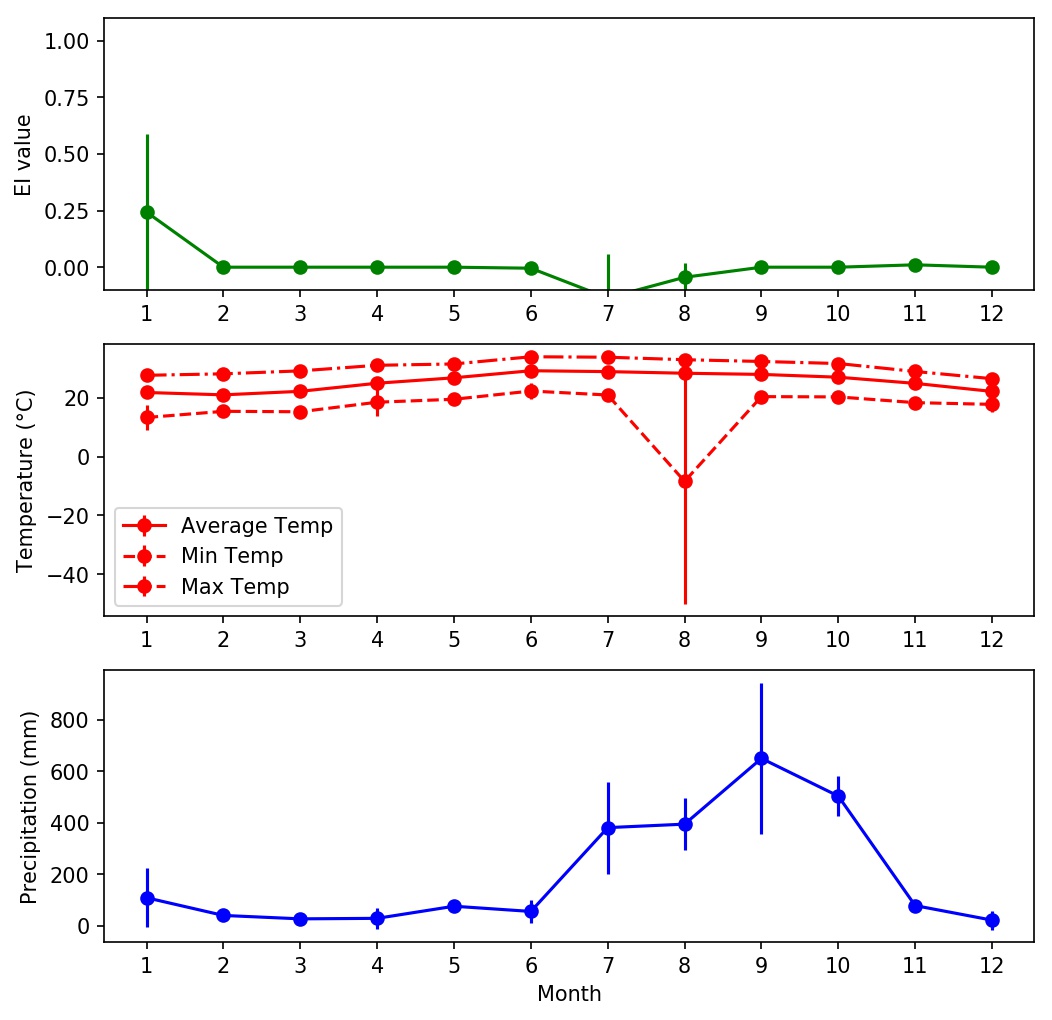 EI value
1.00
0.75
0.50
0.25
0.00
1 2 3 4 5 6 7 8 9 10 11 12
Temperature (°C)
20
0
−20
−40
Average Temp
Min Temp
Max Temp
1 2 3 4 5 6 7 8 9 10 11 12
Precipitation (mm)
800
600
400
200
0
1 2 3 4 5 6 7 8 9 10 11 12
Month